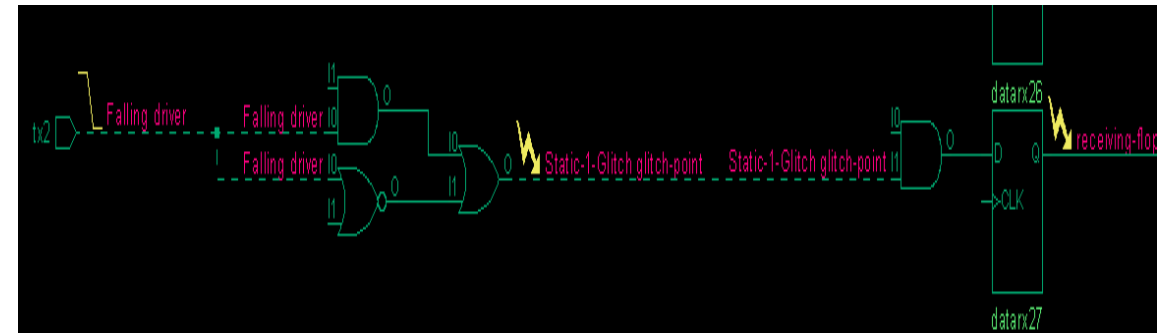 datarx26
I1
O
Falling driver
Falling driver I0
receiving-flop
tx2
I0
I0
O
O
D
Q
Static-1-Glitch glitch-point
Static-1-Glitch glitch-point I1
Falling driver I0
O
I1
I1
CLK
datarx27